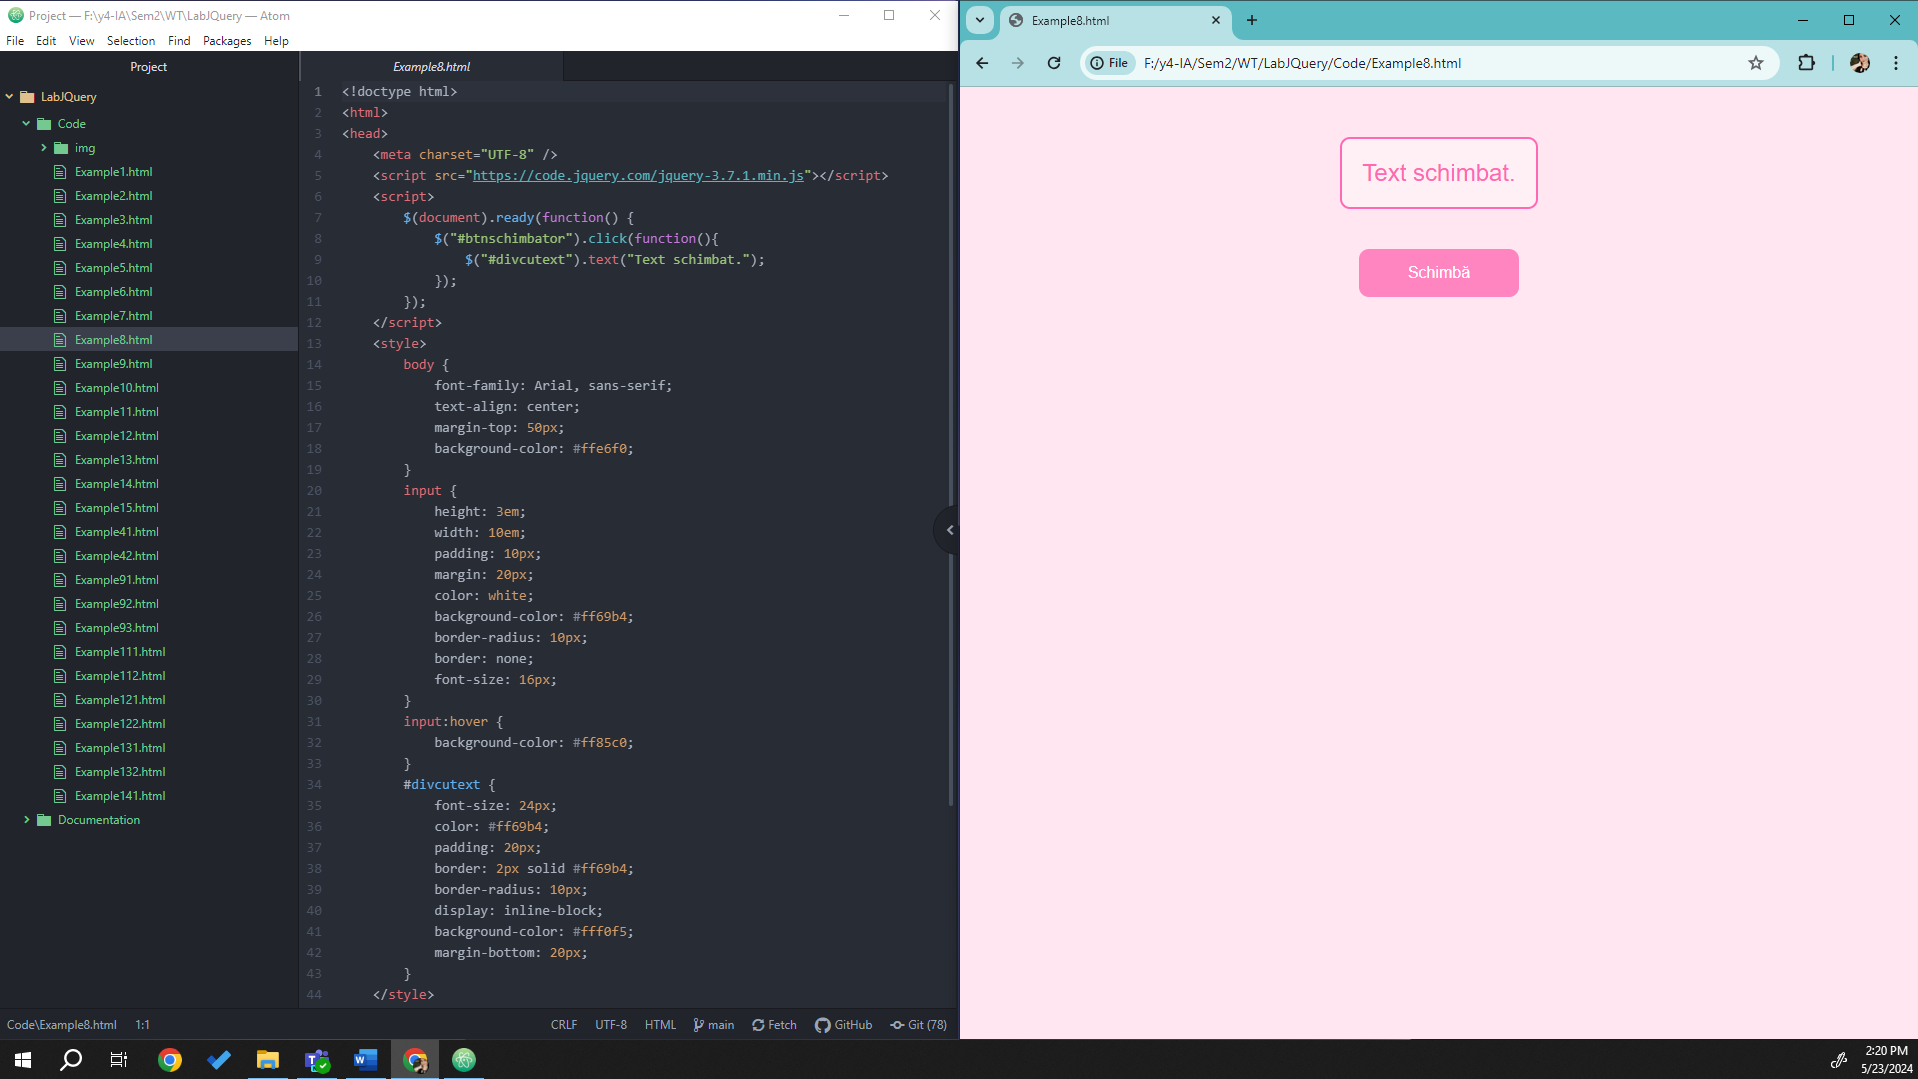 Project — F:\y4-IA\Sem2\WT\LabJQuery — Atom
File Edit View Selection Find Packages Help
Project
LabJQuery
Code
img
Example1.html
Example2.html
Example3.html
Example4.html
Example5.html
Example6.html
Example7.html
Example8.html
Example9.html
Example10.html
Example11.html
Example12.html
Example13.html
Example14.html
Example15.html
Example41.html
Example42.html
Example91.html
Example92.html
Example93.html
Example111.html
Example112.html
Example121.html
Example122.html
Example131.html
Example132.html
Example141.html
Documentation
Example8.html
1 <!doctype html>
2 <html>
3 <head>
4 <meta charset="UTF-8" />
5 <script src="https://code.jquery.com/jquery-3.7.1.min.js"></script>
6 <script>
7 $(document).ready(function() {
8 $("#btnschimbator").click(function(){
9 $("#divcutext").text("Text schimbat.");
10 });
11 });
12 </script>
13 <style>
14 body {
15 font-family: Arial, sans-serif;
16 text-align: center;
17 margin-top: 50px;
18 background-color: #ffe6f0;
19 }
20 input {
21 height: 3em;
22 width: 10em;
23 padding: 10px;
24 margin: 20px;
25 color: white;
26 background-color: #ff69b4;
27 border-radius: 10px;
28 border: none;
29 font-size: 16px;
30 }
31 input:hover {
32 background-color: #ff85c0;
33 }
34 #divcutext {
35 font-size: 24px;
36 color: #ff69b4;
37 padding: 20px;
38 border: 2px solid #ff69b4;
39 border-radius: 10px;
40 display: inline-block;
41 background-color: #fff0f5;
42 margin-bottom: 20px;
43 }
44 </style>
Code\Example8.html 1:1 CRLF UTF-8 HTML main Fetch GitHub Git (78)
Example8.html
File F:/y4-IA/Sem2/WT/LabJQuery/Code/Example8.html
Text schimbat.
Schimbă
2:20 PM
5/23/2024